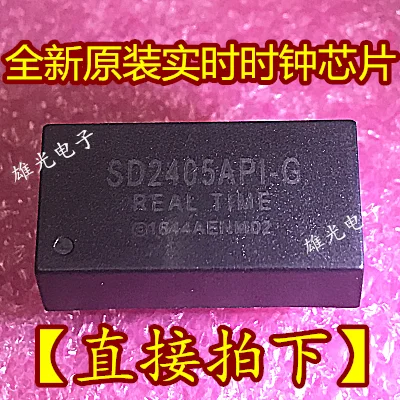 全新原装实时时钟芯片
雄光电子
SD2405API-G
REAL TIME
©1644AENM02
雄光电子
【直接拍下】